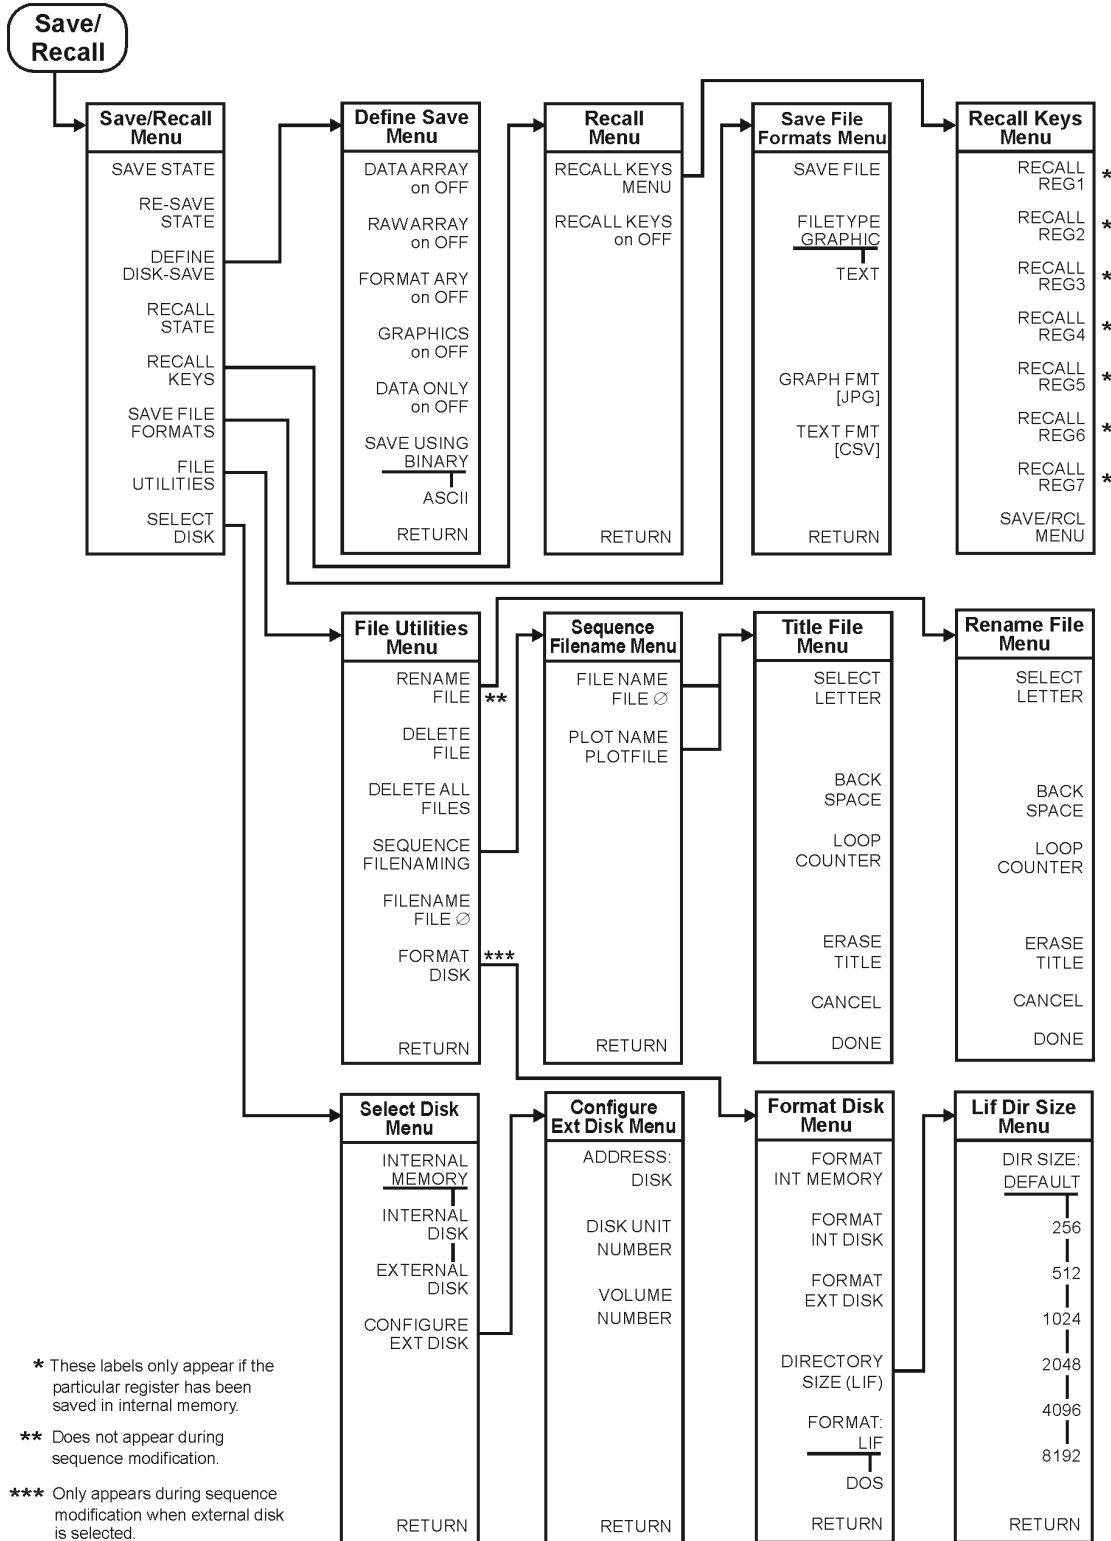 Save/
Recall
Save/Recall
Menu
SAVE STATE
RE-SAVE
STATE
DEFINE
DISK-SAVE
RECALL
STATE
RECALL
KEYS
SAVE FILE
FORMATS
FILE
UTILITIES
SELECT
DISK
Define Save
Menu
DATA ARRAY
on OFF
RAW ARRAY
on OFF
FORMAT ARY
on OFF
GRAPHICS
on OFF
DATA ONLY
on OFF
SAVE USING
BINARY
ASCII
RETURN
Recall
Menu
RECALL KEYS
MENU
RECALL KEYS
on OFF
RETURN
Save File
Formats Menu
SAVE FILE
FILETYPE
GRAPHIC
TEXT
GRAPH FMT
[JPG]
TEXT FMT
[CSV]
RETURN
Recall Keys
Menu
RECALL
REG1 *
RECALL
REG2 *
RECALL
REG3 *
RECALL
REG4 *
RECALL
REG5 *
RECALL
REG6 *
RECALL
REG7 *
SAVE/RCL
MENU
File Utilities
Menu
RENAME
FILE **
DELETE
FILE
DELETE ALL
FILES
SEQUENCE
FILENAMING
FILENAME
FILE ∅
FORMAT ***
DISK
RETURN
Sequence
Filename Menu
FILE NAME
FILE ∅
PLOT NAME
PLOTFILE
RETURN
Title File
Menu
SELECT
LETTER
BACK
SPACE
LOOP
COUNTER
ERASE
TITLE
CANCEL
DONE
Rename File
Menu
SELECT
LETTER
BACK
SPACE
LOOP
COUNTER
ERASE
TITLE
CANCEL
DONE
Select Disk
Menu
INTERNAL
MEMORY
INTERNAL
DISK
EXTERNAL
DISK
CONFIGURE
EXT DISK
RETURN
Configure
Ext Disk Menu
ADDRESS:
DISK
DISK UNIT
NUMBER
VOLUME
NUMBER
RETURN
Format Disk
Menu
FORMAT
INT MEMORY
FORMAT
INT DISK
FORMAT
EXT DISK
DIRECTORY
SIZE (LIF)
FORMAT:
LIF
DOS
RETURN
Lif Dir Size
Menu
DIR SIZE:
DEFAULT
256
512
1024
2048
4096
8192
RETURN
* These labels only appear if the
particular register has been
saved in internal memory.
** Does not appear during
sequence modification.
*** Only appears during sequence
modification when external disk
is selected.